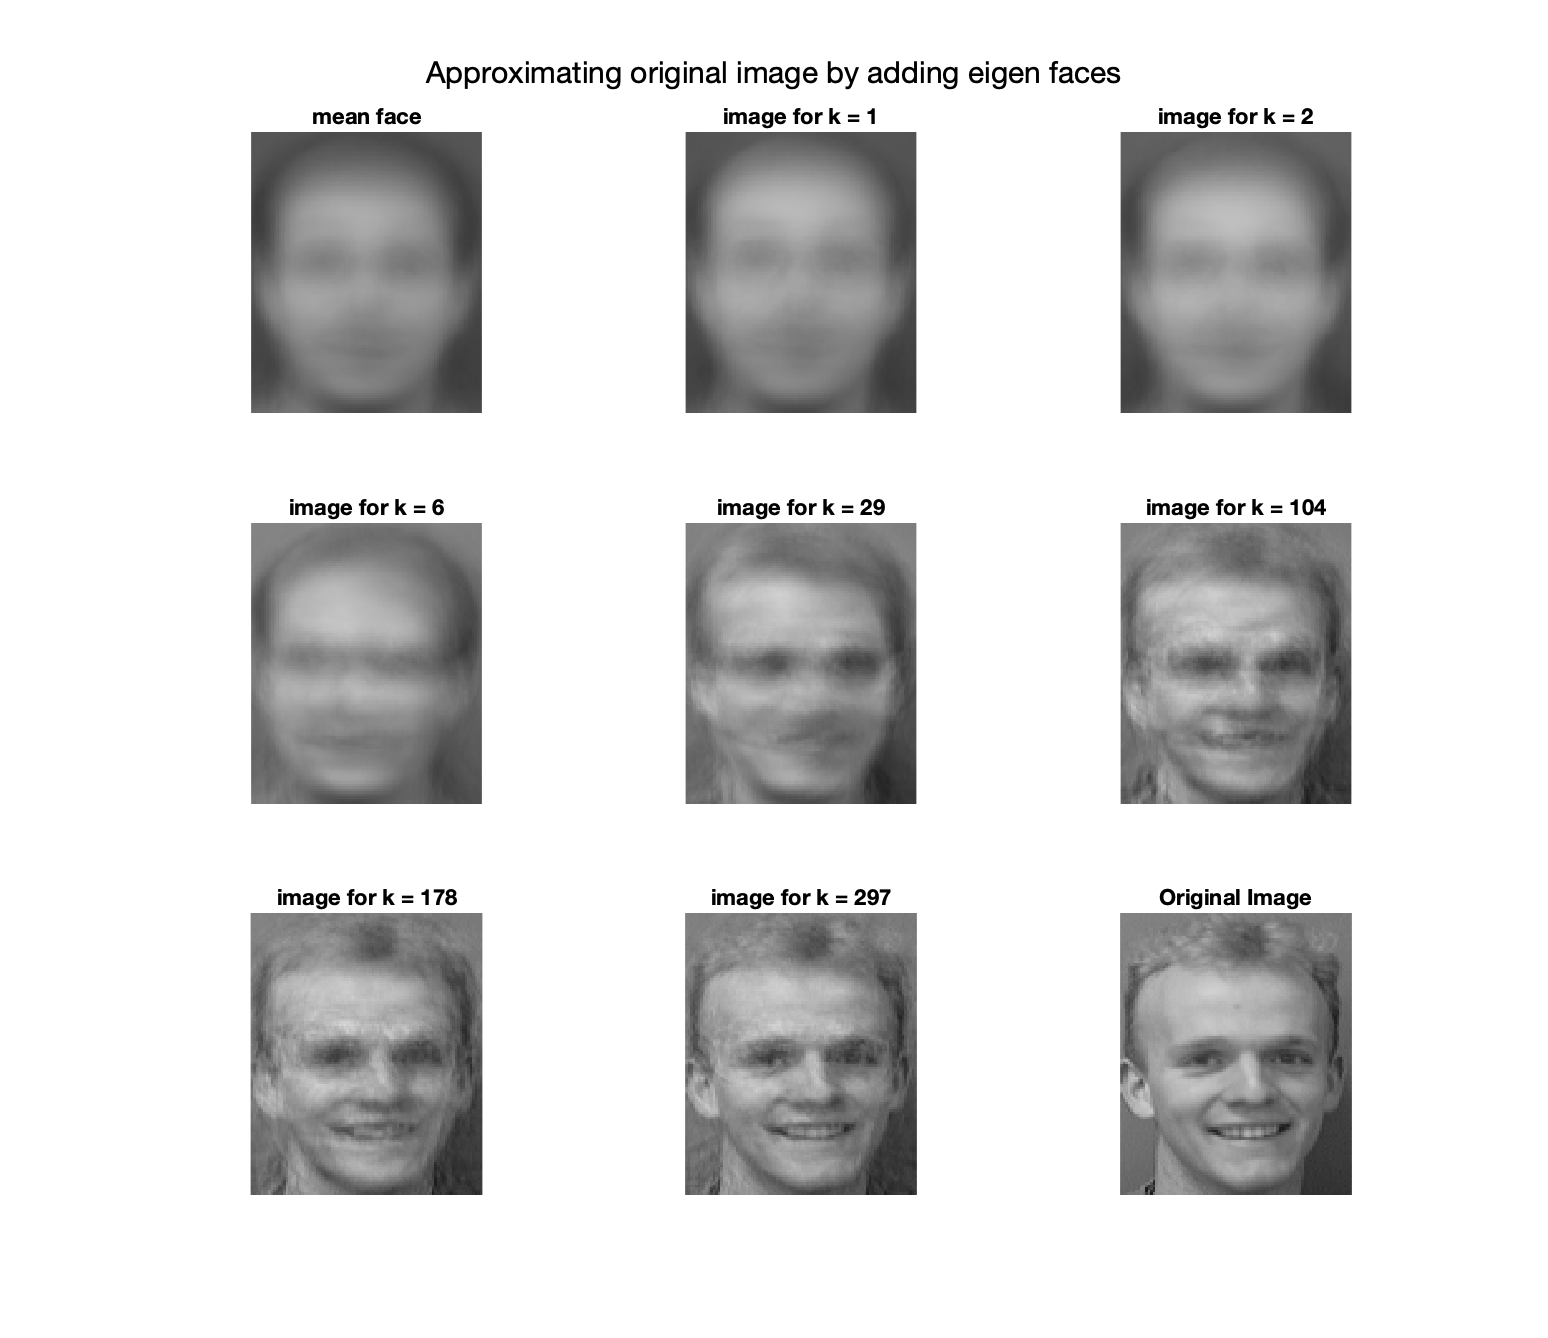 Approximating original image by adding eigen faces
mean face
image for k = 1
image for k = 2
image for k = 6
image for k = 29
image for k = 104
image for k = 178
image for k = 297
Original Image